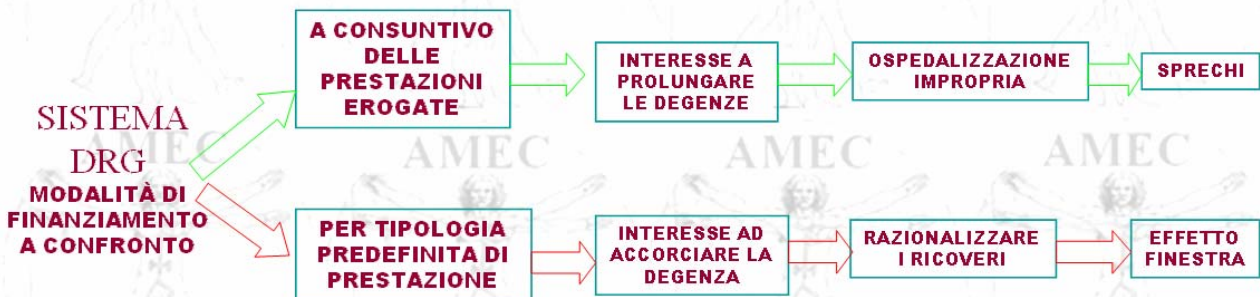 SISTEMA
DRG
MODALITÀ DI
FINANZIAMENTO
A CONFRONTO
A CONSUNTIVO
DELLE
PRESTAZIONI
EROGATE
INTERESSE A
PROLUNGARE
LE DEGENZE
OSPEDALIZZAZIONE
IMPROPRIA
SPRECHI
PER TIPOLOGIA
PREDEFINITA DI
PRESTAZIONE
INTERESSE AD
ACCORCIARE LA
DEGENZA
RAZIONALIZZARE
I RICOVERI
EFFETTO
FINESTRA
AMEC
AMEC
AMEC
AMEC